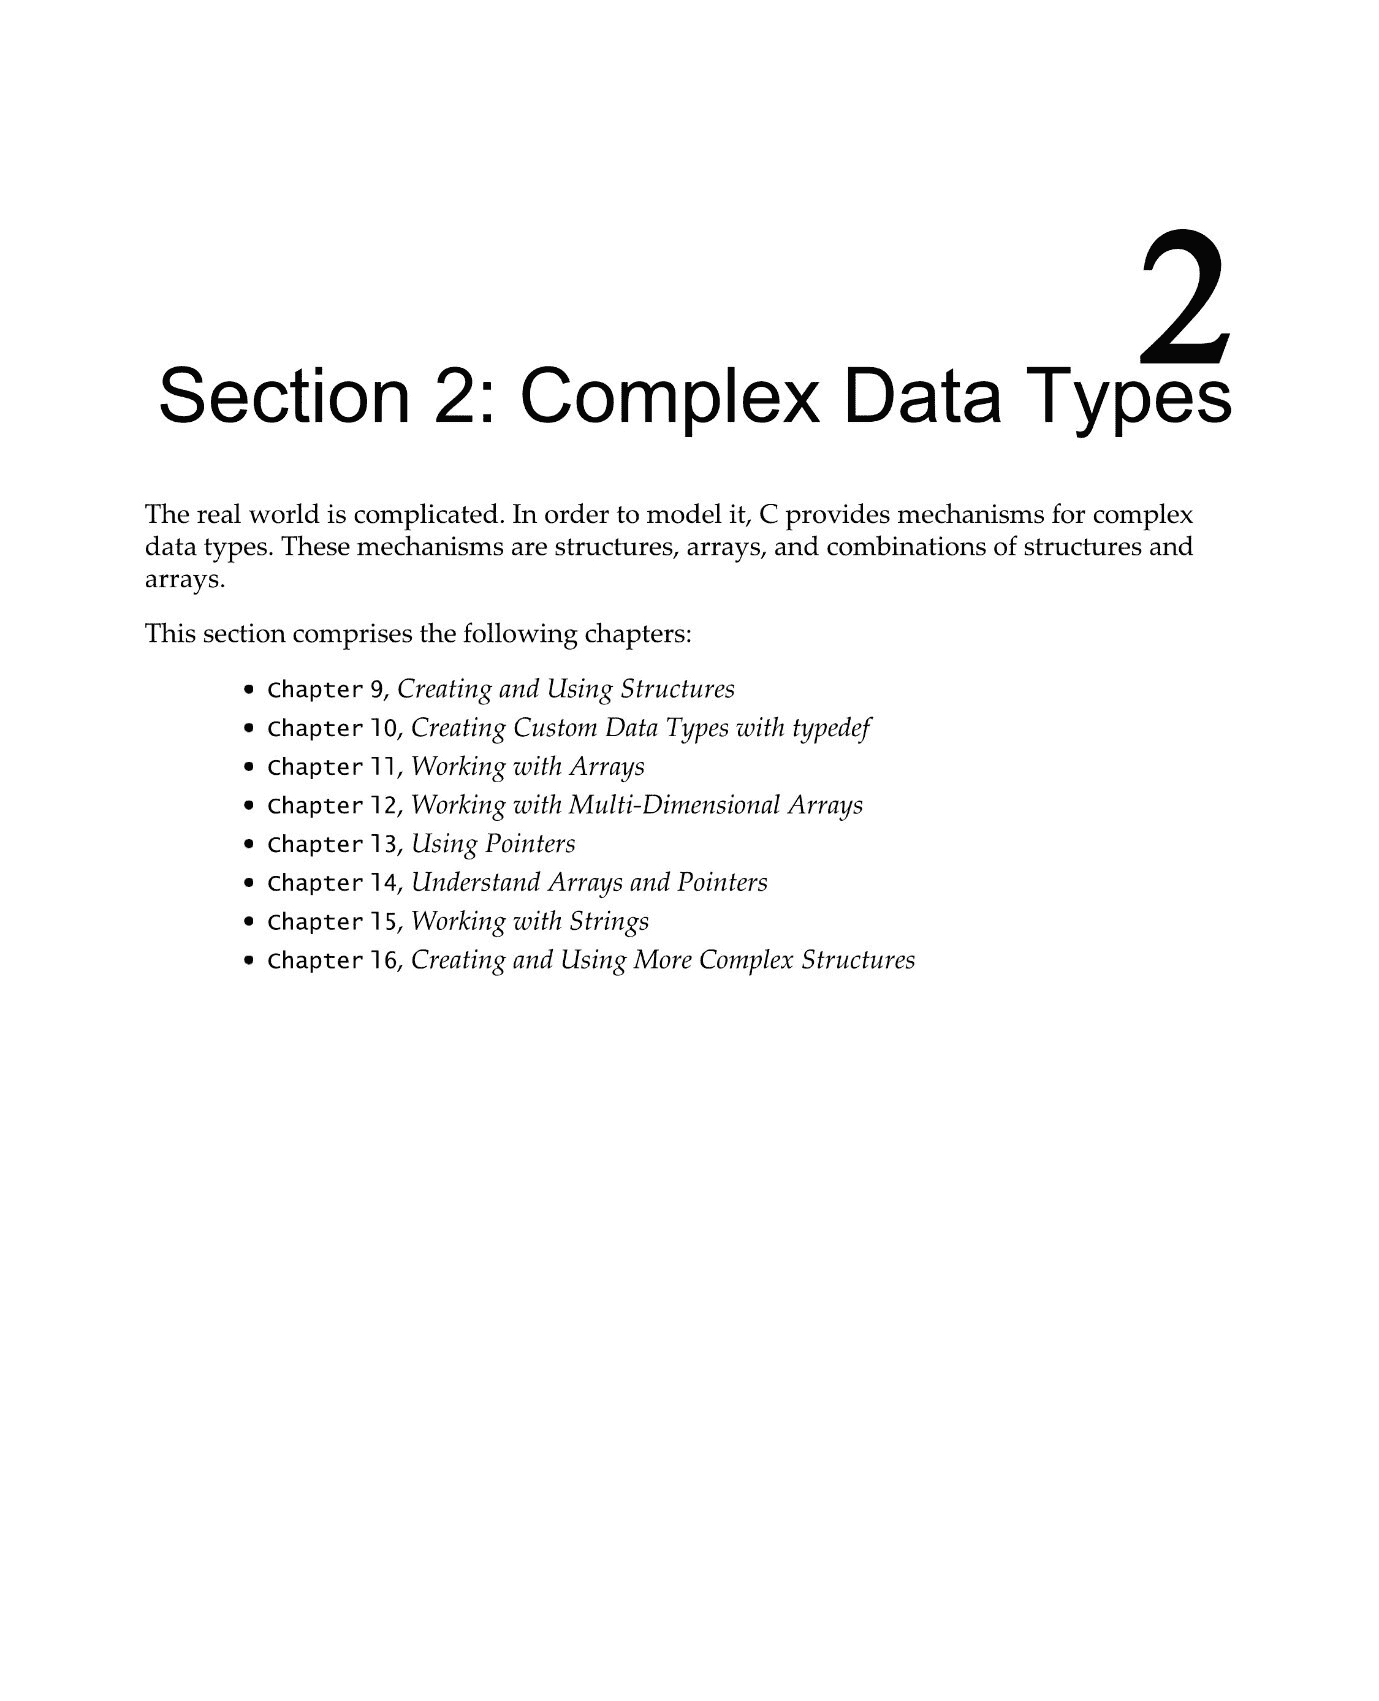 2
Section 2: Complex Data Types
The real world is complicated. In order to model it, C provides mechanisms for complex
data types. These mechanisms are structures, arrays, and combinations of structures and
arrays.
This section comprises the following chapters:
• Chapter 9, Creating and Using Structures
• Chapter 10, Creating Custom Data Types with typedef
• Chapter 11, Working with Arrays
• Chapter 12, Working with Multi-Dimensional Arrays
• Chapter 13, Using Pointers
• Chapter 14, Understand Arrays and Pointers
• Chapter 15, Working with Strings
• Chapter 16, Creating and Using More Complex Structures